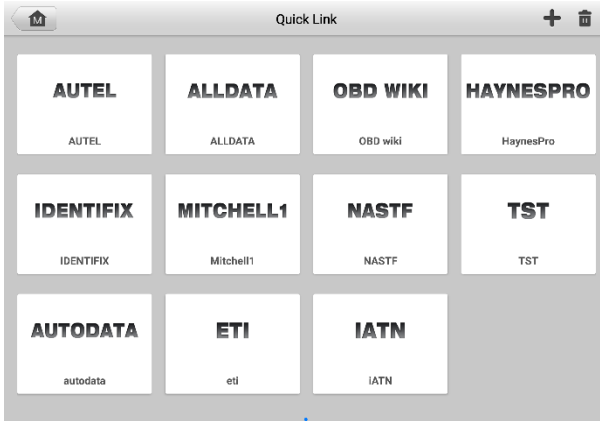 M
Quick Link
AUTEL
AUTEL
ALLDATA
ALLDATA
OBD WIKI
OBD wiki
HAYNESPRO
HaynesPro
IDENTIFIX
IDENTIFIX
MITCHELL1
Mitchell1
NASTF
NASTF
TST
TST
AUTODATA
autodata
ETI
eti
IATN
iATN